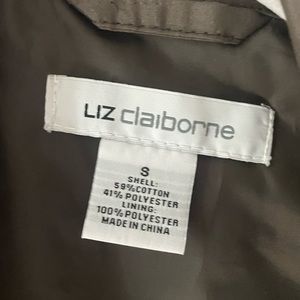 LIZ claiborne
S
SHELL:
59%COTTON
41% POLYESTER
LINING:
100%POLYESTER
MADE IN CHINA